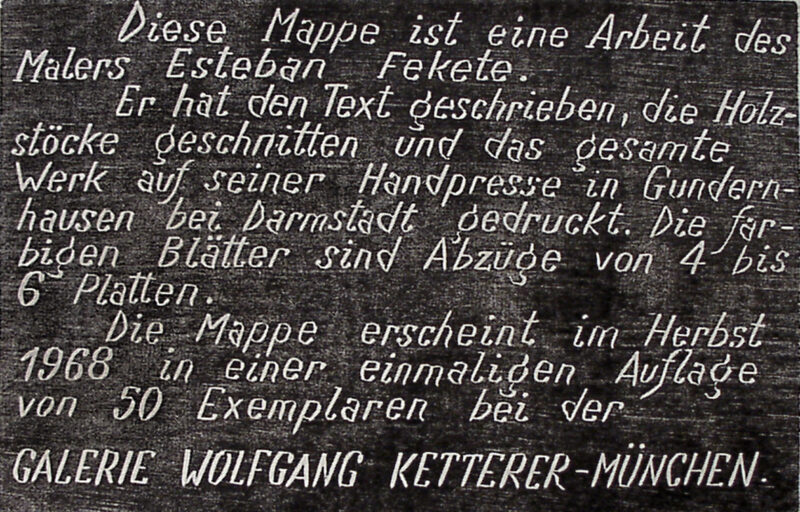 Diese Mappe ist eine Arbeit des
Malers Esteban Fekete.
Er hat den Text geschrieben, die Holz-
stöcke geschnitten und das gesamte
Werk auf seiner Handpresse in Gundern-
hausen bei Darmstadt gedruckt. Die far-
bigen Blätter sind Abzüge von 4 bis
6 Platten.
Die Mappe erscheint im Herbst
1968 in einer einmaligen Auflage
von 50 Exemplaren bei der
GALERIE WOLFGANG KETTERER-MÜNCHEN.